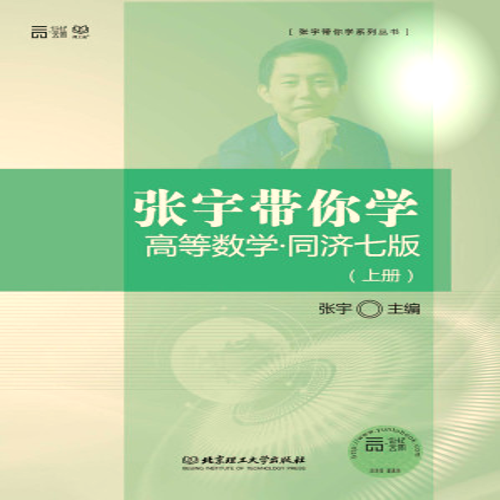 [ 张宇带你学系列丛书 ]
张宇带你学
高等数学·同济七版
(上册)
张宇 主编
北京理工大学出版社
BEIJING INSTITUTE OF TECHNOLOGY PRESS